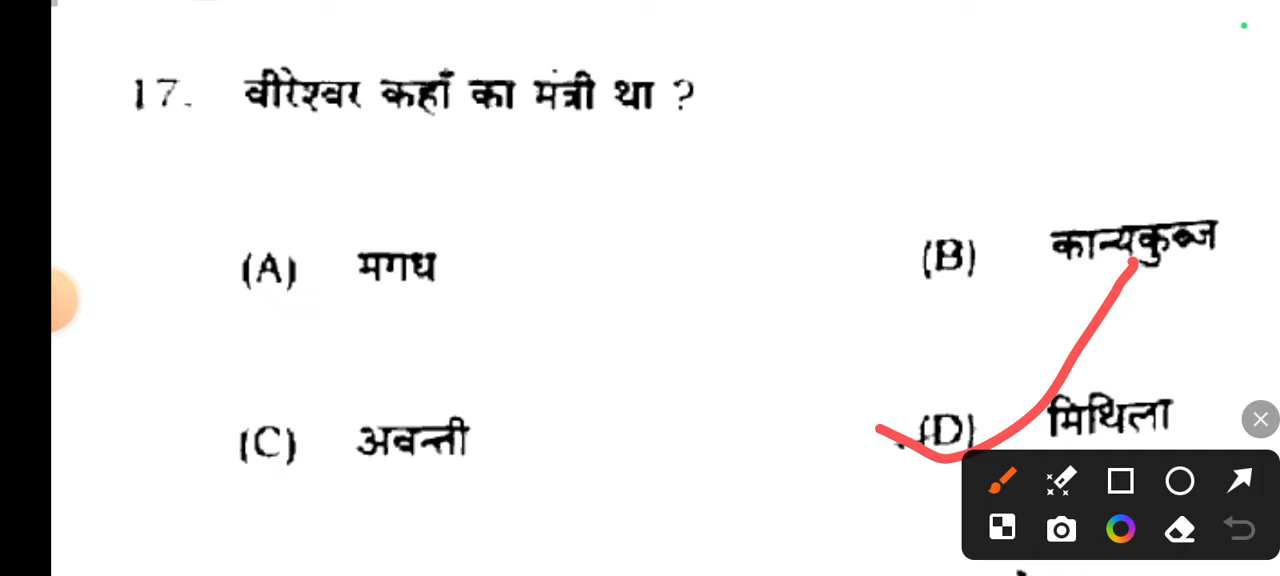 17. वीरेश्वर कहाँ का मंत्री था ?
(A) मगध
(B) कान्यकुब्ज
(C) अवन्ती
(D) मिथिला